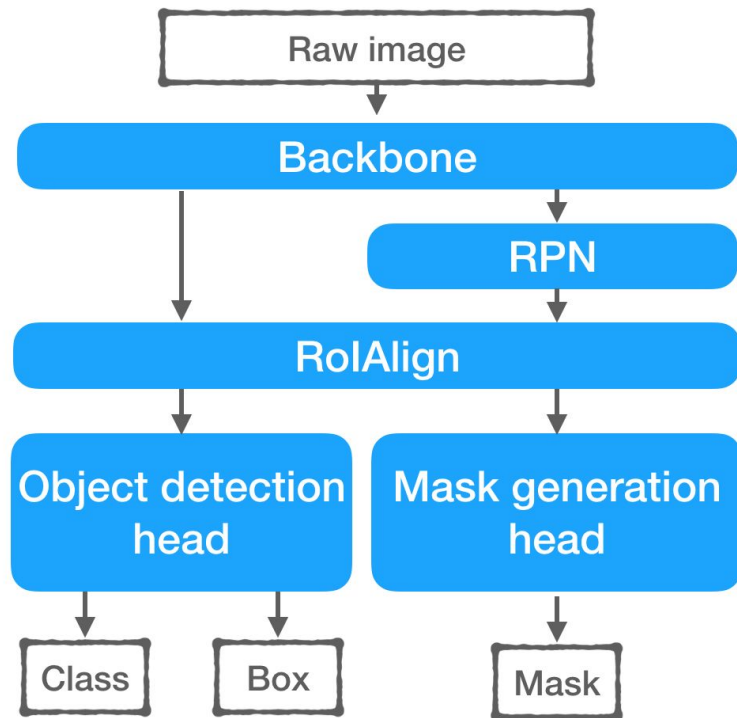 Raw image
Backbone
RPN
RoIAlign
Object detection
head
Mask generation
head
Class
Box
Mask